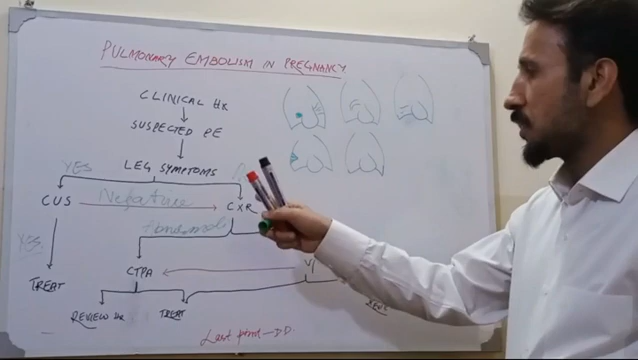 PULMONARY EMBOLISM IN PREGNANCY
CLINICAL Hx
SUSPECTED PE
YES LEG SYMPTOMS
CUS Negative CXR
Abnormal
YES
CTPA V/
TREAT
REVIEW Hx TREAT
Last point — D.D.